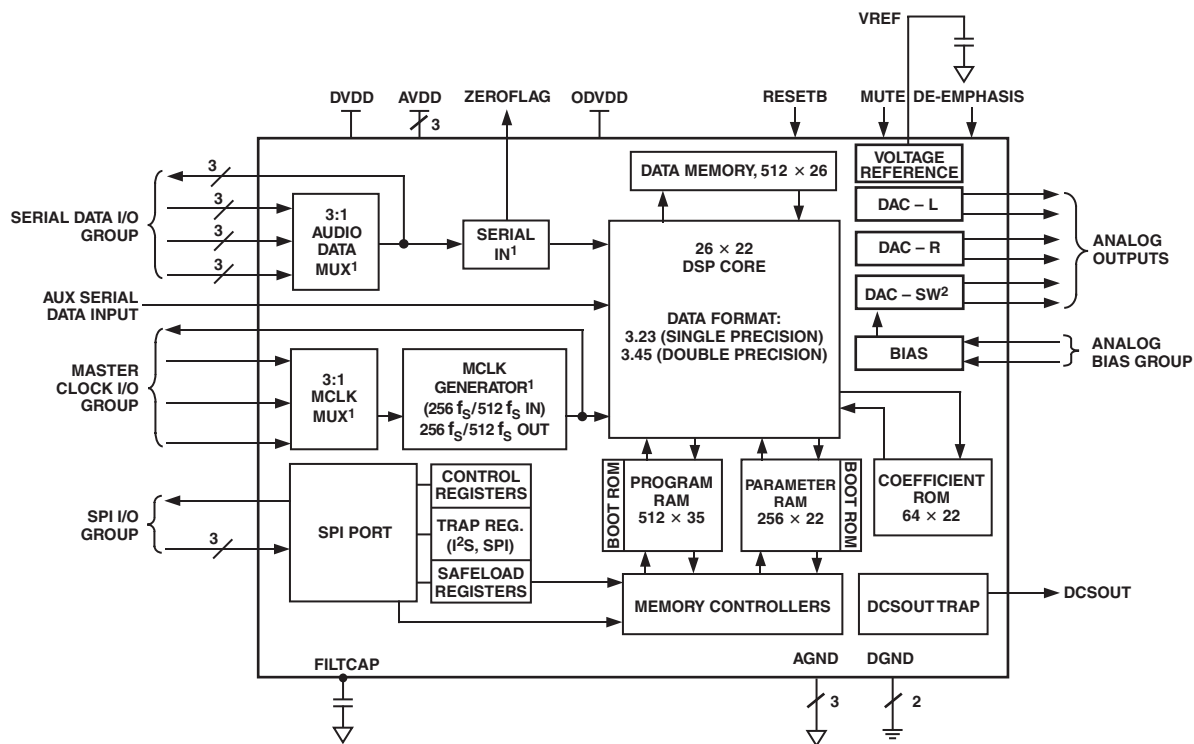 VREF
DVDD
AVDD
ZEROFLAG
ODVDD
RESETB
MUTE
DE-EMPHASIS
3
3
3
3
3
SERIAL DATA I/O
GROUP
3:1
AUDIO
DATA
MUX¹
SERIAL
IN¹
DATA MEMORY, 512 × 26
VOLTAGE
REFERENCE
DAC – L
DAC – R
DAC – SW²
ANALOG
OUTPUTS
26 × 22
DSP CORE
DATA FORMAT:
3.23 (SINGLE PRECISION)
3.45 (DOUBLE PRECISION)
AUX SERIAL
DATA INPUT
BIAS
ANALOG
BIAS GROUP
MASTER
CLOCK I/O
GROUP
3:1
MCLK
MUX¹
MCLK
GENERATOR¹
(256 fS/512 fS IN)
256 fS/512 fS OUT
SPI I/O
GROUP
3
SPI PORT
CONTROL
REGISTERS
TRAP REG.
(I²S, SPI)
SAFELOAD
REGISTERS
BOOT ROM
PROGRAM
RAM
512 × 35
PARAMETER
RAM
256 × 22
BOOT ROM
COEFFICIENT
ROM
64 × 22
MEMORY CONTROLLERS
DCSOUT TRAP
DCSOUT
FILTCAP
AGND
DGND
3
2